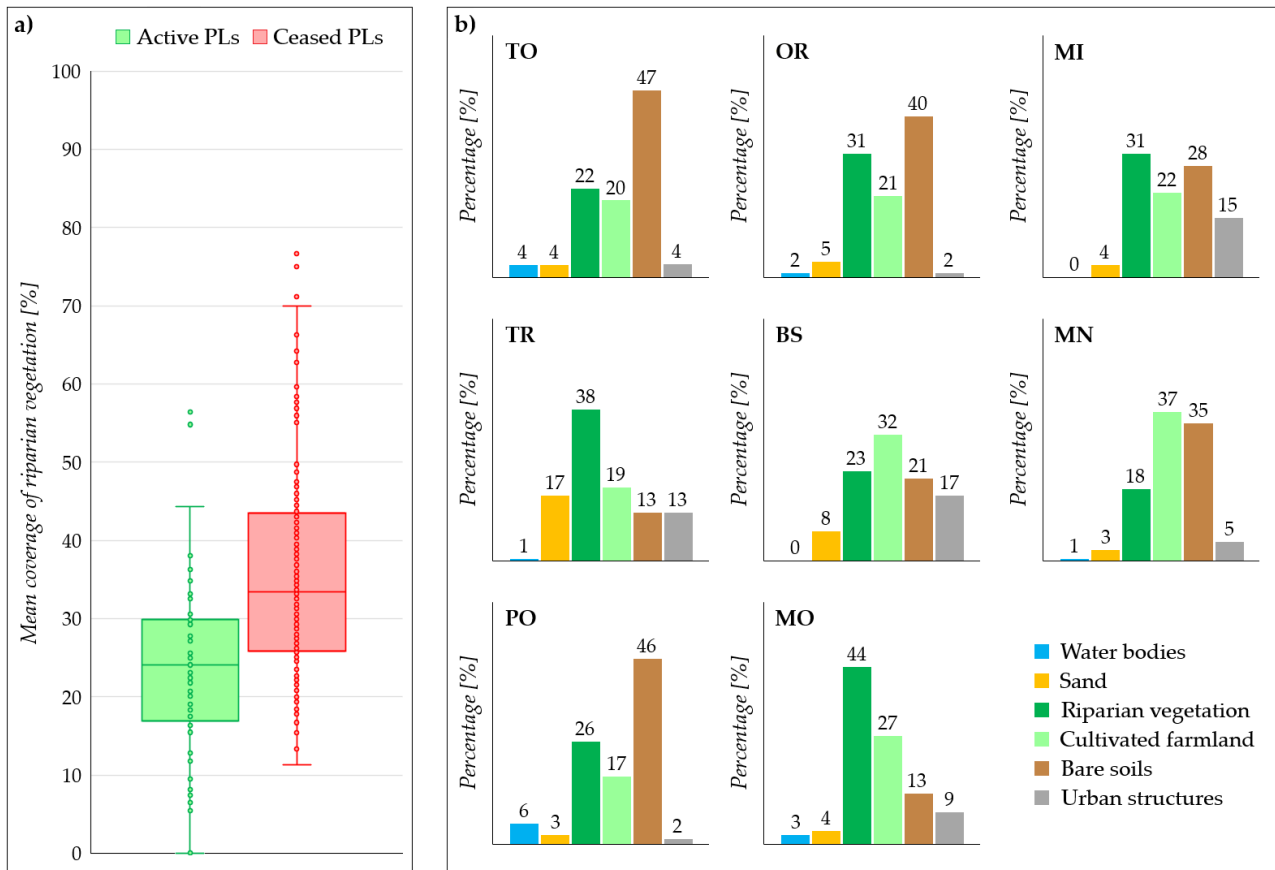 a)
Active PLs Ceased PLs
Mean coverage of riparian vegetation [%]
100
90
80
70
60
50
40
30
20
10
0
b)
TO
Percentage [%]
4 4 22 20 47 4
OR
Percentage [%]
2 5 31 21 40 2
MI
Percentage [%]
0 4 31 22 28 15
TR
Percentage [%]
1 17 38 19 13 13
BS
Percentage [%]
0 8 23 32 21 17
MN
Percentage [%]
1 3 18 37 35 5
PO
Percentage [%]
6 3 26 17 46 2
MO
Percentage [%]
3 4 44 27 13 9
Water bodies
Sand
Riparian vegetation
Cultivated farmland
Bare soils
Urban structures